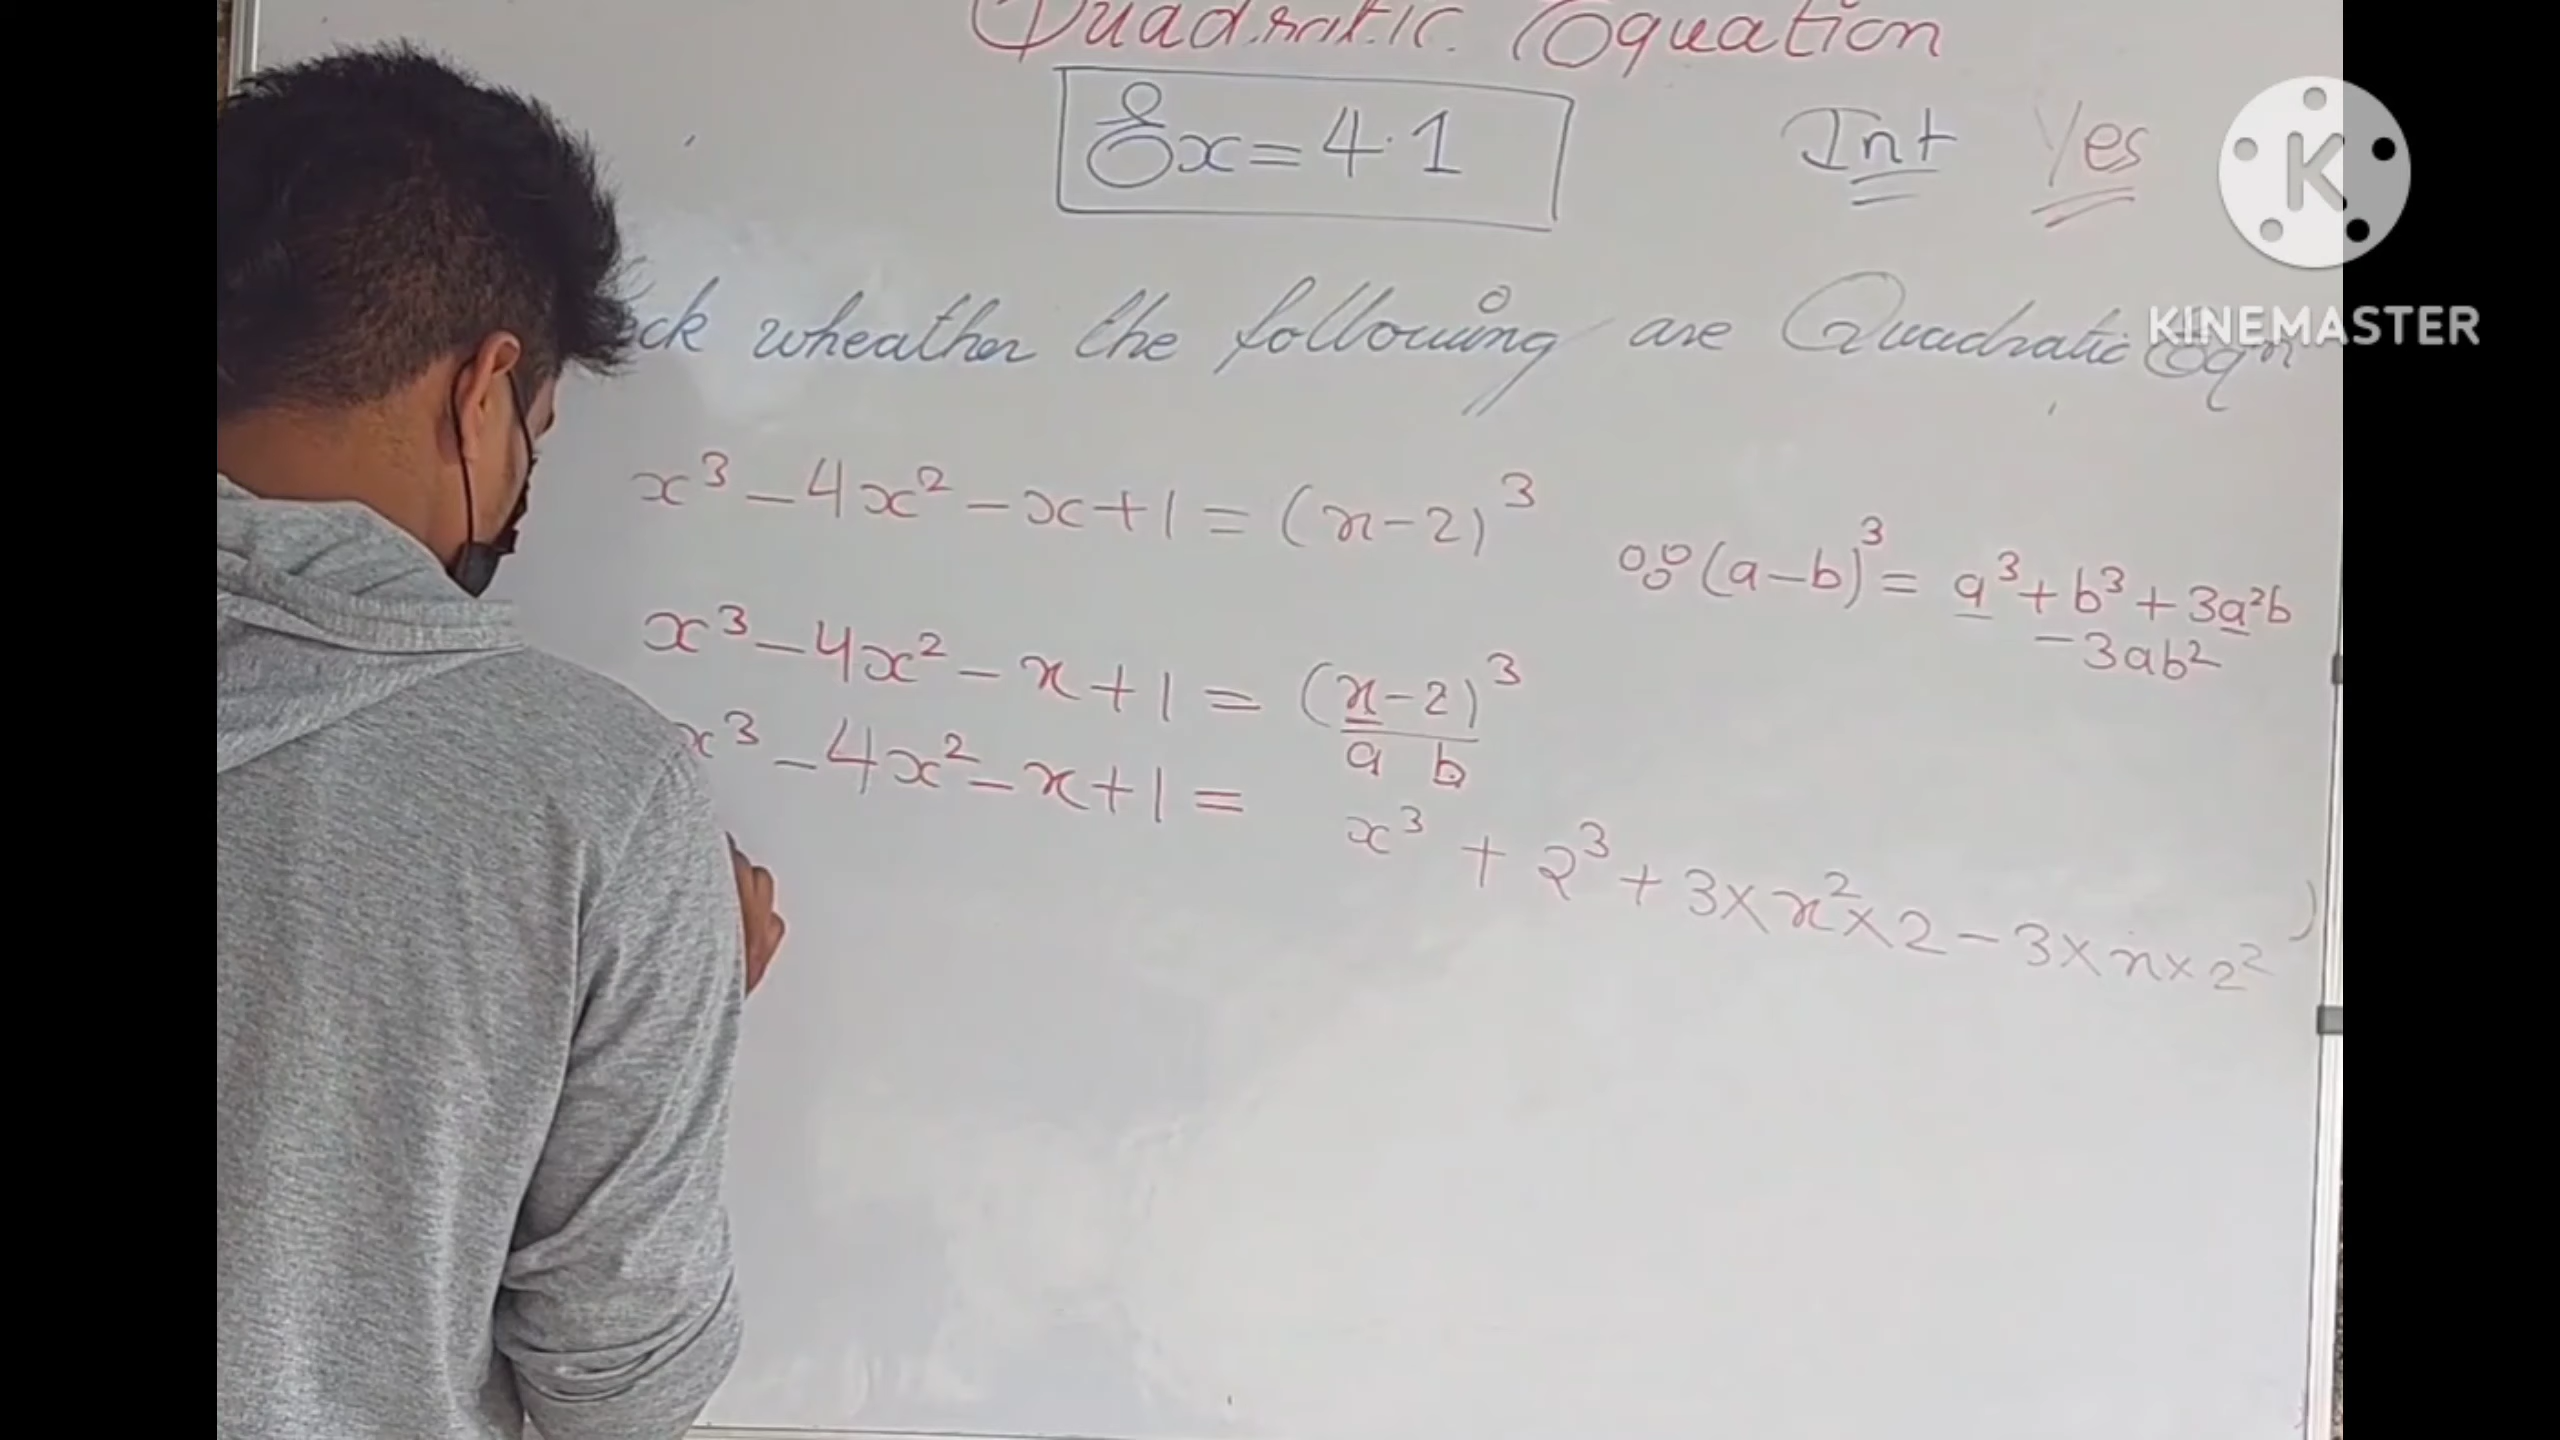 Quadratic Equation
Ex = 4.1
Int Yes
K
KINEMASTER
eck wheather the following are Quadratic Eqn
x³ - 4x² - x + 1 = (x-2)³
∴ (a-b)³ = a³ + b³ + 3a²b
- 3ab²
x³ - 4x² - x + 1 = (x-2)³
a b
x³ - 4x² - x + 1 =
x³ + 2³ + 3 × x² × 2 - 3 × x × 2²